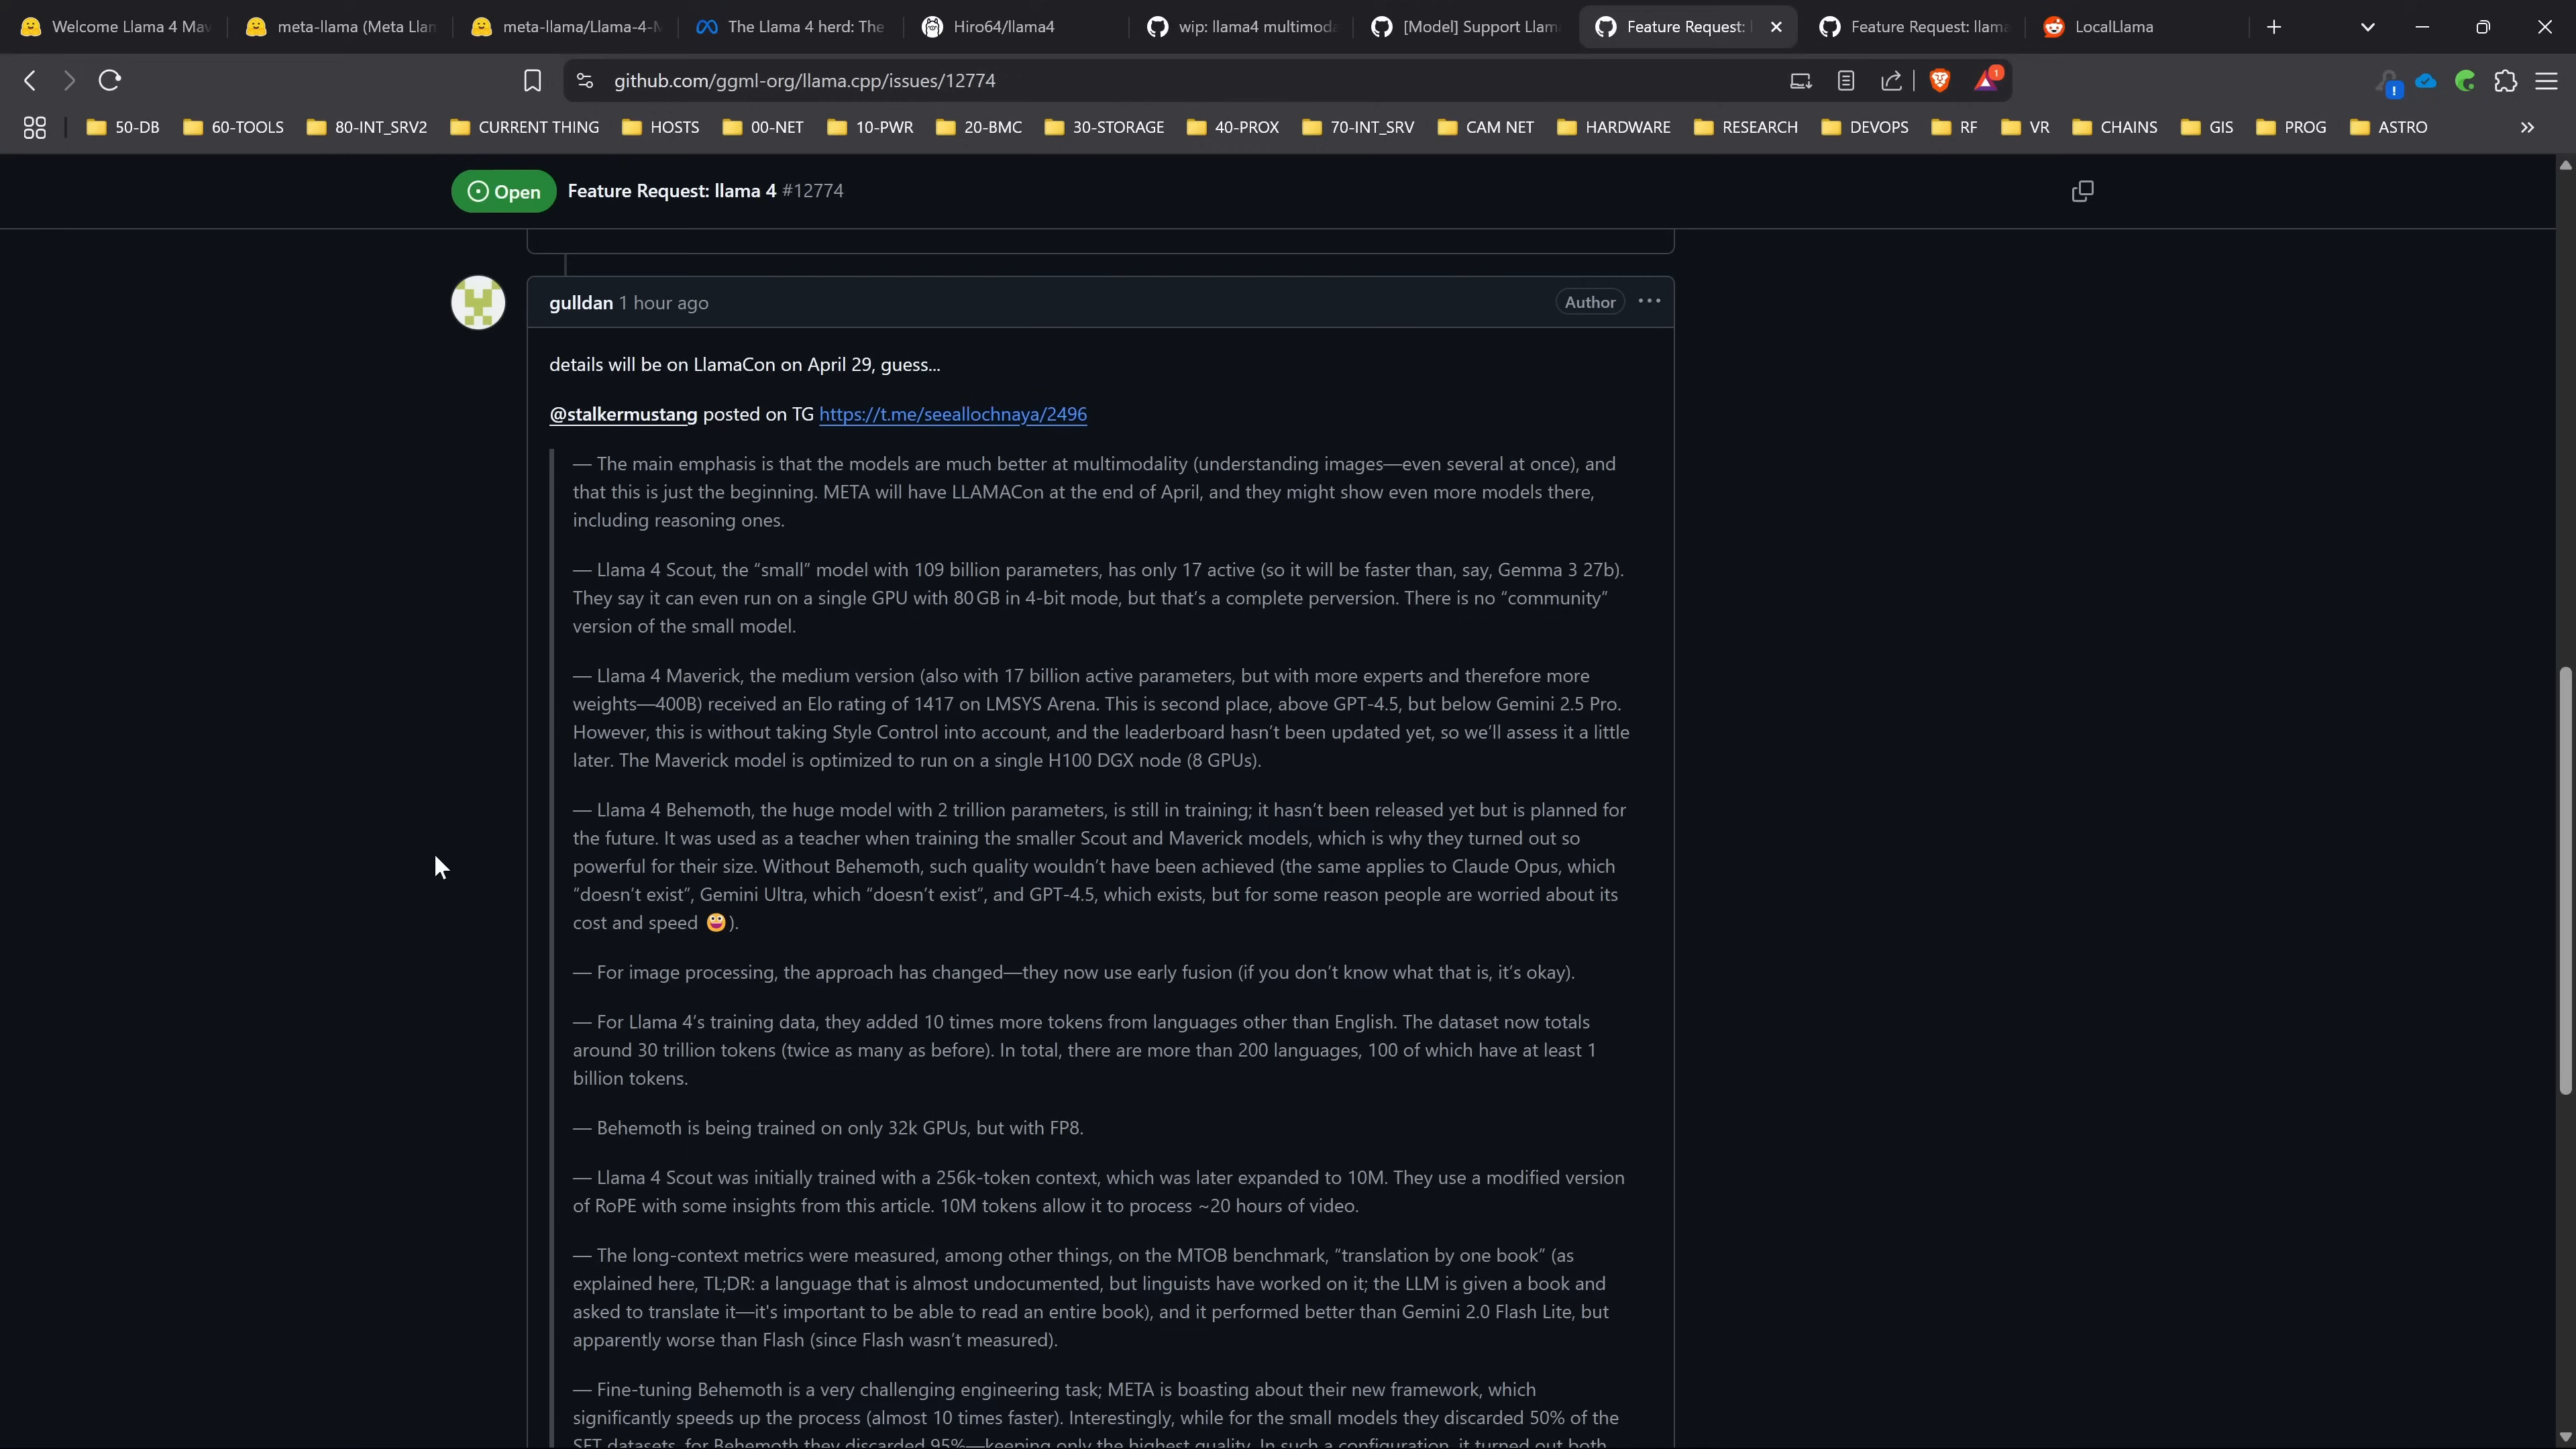 Welcome Llama 4 Mav
meta-llama (Meta Llam
meta-llama/Llama-4-M
The Llama 4 herd: The
Hiro64/llama4
wip: llama4 multimoda
[Model] Support Llam
Feature Request: l
Feature Request: llama
LocalLlama
github.com/ggml-org/llama.cpp/issues/12774
1
!
50-DB
60-TOOLS
80-INT_SRV2
CURRENT THING
HOSTS
00-NET
10-PWR
20-BMC
30-STORAGE
40-PROX
70-INT_SRV
CAM NET
HARDWARE
RESEARCH
DEVOPS
RF
VR
CHAINS
GIS
PROG
ASTRO
Open
Feature Request: llama 4 #12774
gulldan 1 hour ago
Author
details will be on LlamaCon on April 29, guess...
@stalkermustang posted on TG https://t.me/seeallochnaya/2496
— The main emphasis is that the models are much better at multimodality (understanding images—even several at once), and
that this is just the beginning. META will have LLAMACon at the end of April, and they might show even more models there,
including reasoning ones.
— Llama 4 Scout, the “small” model with 109 billion parameters, has only 17 active (so it will be faster than, say, Gemma 3 27b).
They say it can even run on a single GPU with 80 GB in 4-bit mode, but that’s a complete perversion. There is no “community”
version of the small model.
— Llama 4 Maverick, the medium version (also with 17 billion active parameters, but with more experts and therefore more
weights—400B) received an Elo rating of 1417 on LMSYS Arena. This is second place, above GPT-4.5, but below Gemini 2.5 Pro.
However, this is without taking Style Control into account, and the leaderboard hasn’t been updated yet, so we’ll assess it a little
later. The Maverick model is optimized to run on a single H100 DGX node (8 GPUs).
— Llama 4 Behemoth, the huge model with 2 trillion parameters, is still in training; it hasn’t been released yet but is planned for
the future. It was used as a teacher when training the smaller Scout and Maverick models, which is why they turned out so
powerful for their size. Without Behemoth, such quality wouldn’t have been achieved (the same applies to Claude Opus, which
“doesn’t exist”, Gemini Ultra, which “doesn’t exist”, and GPT-4.5, which exists, but for some reason people are worried about its
cost and speed 😀).
— For image processing, the approach has changed—they now use early fusion (if you don’t know what that is, it’s okay).
— For Llama 4’s training data, they added 10 times more tokens from languages other than English. The dataset now totals
around 30 trillion tokens (twice as many as before). In total, there are more than 200 languages, 100 of which have at least 1
billion tokens.
— Behemoth is being trained on only 32k GPUs, but with FP8.
— Llama 4 Scout was initially trained with a 256k-token context, which was later expanded to 10M. They use a modified version
of RoPE with some insights from this article. 10M tokens allow it to process ~20 hours of video.
— The long-context metrics were measured, among other things, on the MTOB benchmark, “translation by one book” (as
explained here, TL;DR: a language that is almost undocumented, but linguists have worked on it; the LLM is given a book and
asked to translate it—it's important to be able to read an entire book), and it performed better than Gemini 2.0 Flash Lite, but
apparently worse than Flash (since Flash wasn’t measured).
— Fine-tuning Behemoth is a very challenging engineering task; META is boasting about their new framework, which
significantly speeds up the process (almost 10 times faster). Interestingly, while for the small models they discarded 50% of the
SFT datasets, for Behemoth they discarded 95%—keeping only the highest quality. In such a configuration, it turned out both